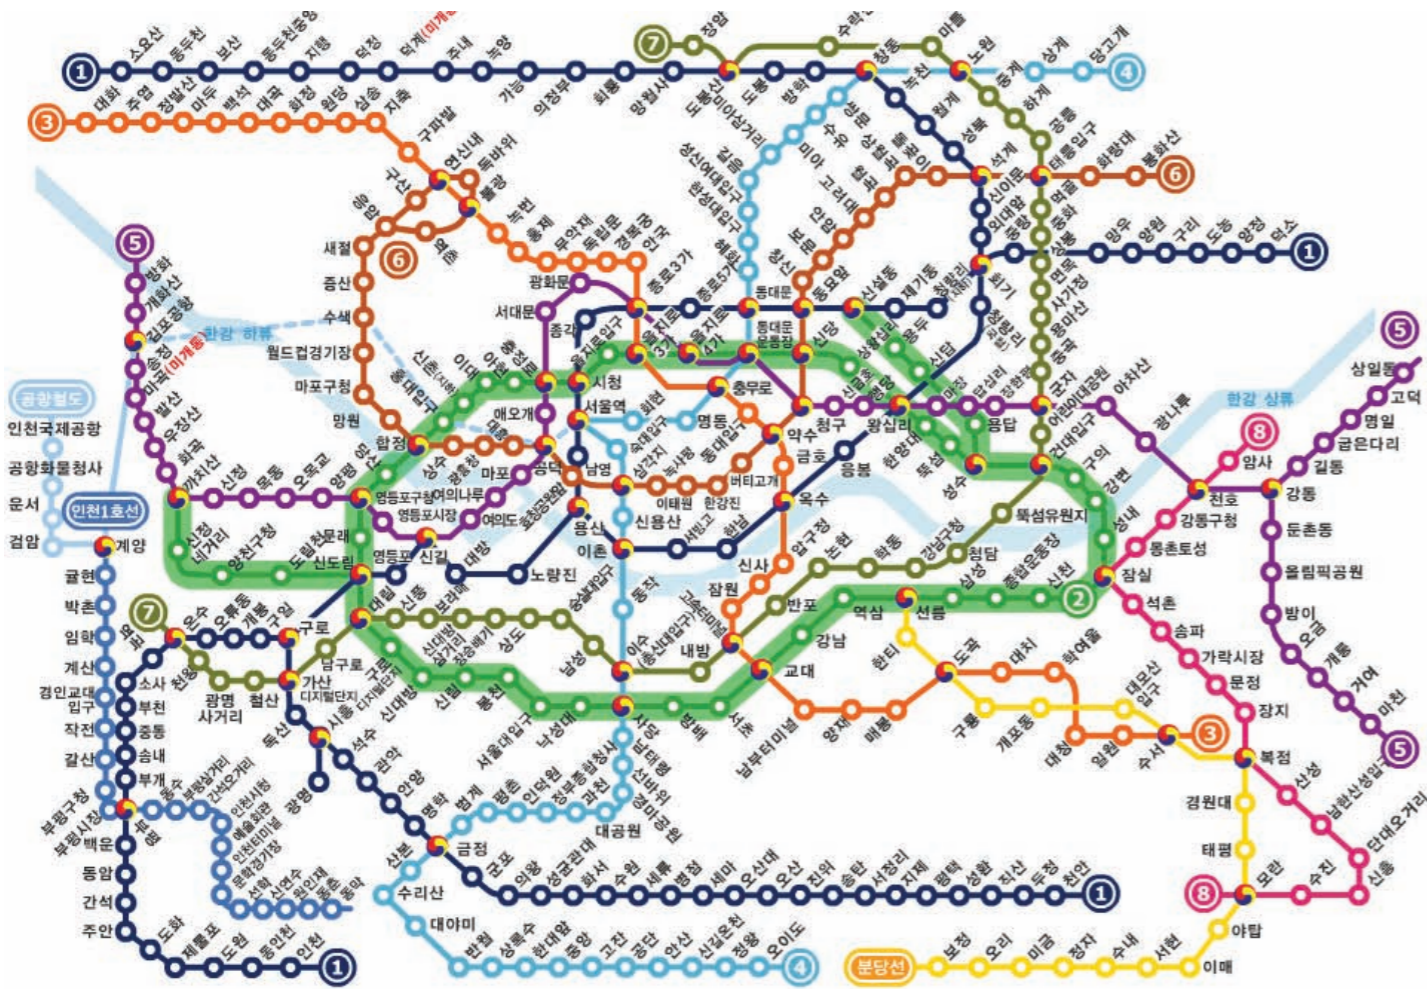 7
장암
마들
1
소요산
동두천
보산
동두천중앙
지행
덕정
덕계(미개통)
주내
녹양
가능
의정부
회룡
망월사
도봉산
도봉
방학
창동
노원
상계
당고개
4
3
대화
주엽
정발산
마두
백석
대곡
화정
원당
삼송
지축
구파발
연신내
독바위
불광
구산
응암
역촌
녹번
홍제
무악재
독립문
경복궁
안국
종로3가
미아삼거리
길음
성신여대입구
한성대입구
혜화
쌍문
수유
미아
녹천
월계
성북
석계
신이문
외대앞
중계
하계
공릉
태릉입구
화랑대
봉화산
6
먹골
중화
상봉
면목
사가정
용마산
중곡
군자
돌곶이
상월곡
월곡
고려대
안암
보문
창신
동묘앞
5
방화
개화산
김포공항
송정
마곡(미개통)
발산
우장산
화곡
까치산
새절
증산
수색
월드컵경기장
마포구청
망원
합정
6
한강 하류
광화문
서대문
종각
종로5가
동대문
신설동
제기동
청량리
회기
중랑
망우
양원
구리
도농
양정
덕소
1
을지로입구
을지로
3가
을지로
4가
동대문
운동장
신당
상왕십리
용두
신답
신촌
이대
아현
충정로
홍대입구
시청
서울역
회현
명동
충무로
애오개
신금호
행당
마장
답십리
장한평
어린이대공원
아차산
광나루
한강 상류
5
상일동
고덕
명일
굽은다리
길동
강동
8
암사
천호
강동구청
몽촌토성
잠실
둔촌동
올림픽공원
방이
오금
개롱
거여
마천
5
공항철도
인천국제공항
공항화물청사
운서
검암
인천1호선
계양
귤현
박촌
임학
계산
경인교대
입구
작전
갈산
부평구청
부평시장
부평
신정
목동
오목교
양평
영등포구청
영등포시장
신길
여의도
여의나루
마포
공덕
상수
광흥창
대흥
효창공원앞
남영
숙대입구
삼각지
녹사평
이태원
한강진
버티고개
동대입구
약수
청구
금호
응봉
옥수
왕십리
한양대
뚝섬
성수
용답
건대입구
구의
강변
성내
뚝섬유원지
청담
강남구청
학동
논현
반포
신정
네거리
양천구청
도림천
신도림
문래
영등포
대방
노량진
용산
신용산
이촌
서빙고
한남
압구정
신사
잠원
고속터미널
7
온수
오류동
개봉
구일
구로
역곡
소사
부천
중동
송내
부개
천왕
광명
사거리
철산
가산
디지털단지
남구로
대림
신풍
보라매
신대방
삼거리
장승배기
상도
숭실대입구
남성
동작
이수
(총신대입구)
내방
구로
디지털단지
신대방
신림
봉천
서울대입구
낙성대
사당
방배
서초
교대
강남
역삼
선릉
삼성
종합운동장
신천
2
한티
도곡
대치
학여울
구룡
개포동
대모산
입구
대청
일원
수서
3
남부터미널
양재
매봉
석촌
송파
가락시장
문정
장지
복정
산성
남한산성입구
단대오거리
신흥
수진
모란
8
경원대
태평
야탑
이매
서현
수내
정자
미금
오리
보정
분당선
독산
시흥
광명
석수
관악
안양
명학
금정
군포
의왕
성균관대
화서
수원
세류
병점
세마
오산대
오산
진위
송탄
서정리
지제
평택
성환
직산
두정
천안
1
남태령
선바위
경마공원
대공원
과천
정부종합청사
인덕원
평촌
범계
산본
수리산
대야미
반월
상록수
한대앞
중앙
고잔
공단
안산
신길온천
정왕
오이도
4
동수
부평삼거리
간석오거리
인천시청
예술회관
인천터미널
문학경기장
선학
신연수
원인재
동춘
동막
백운
동암
간석
주안
도화
제물포
도원
동인천
인천
1